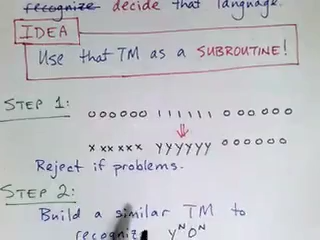 recognize decide that language.
IDEA
Use that TM as a SUBROUTINE!
STEP 1:
000000 111111 000000
XXXXXX YYYYYY 000000
Reject if problems.
STEP 2:
Build a similar TM to
recognize Y^N 0^N